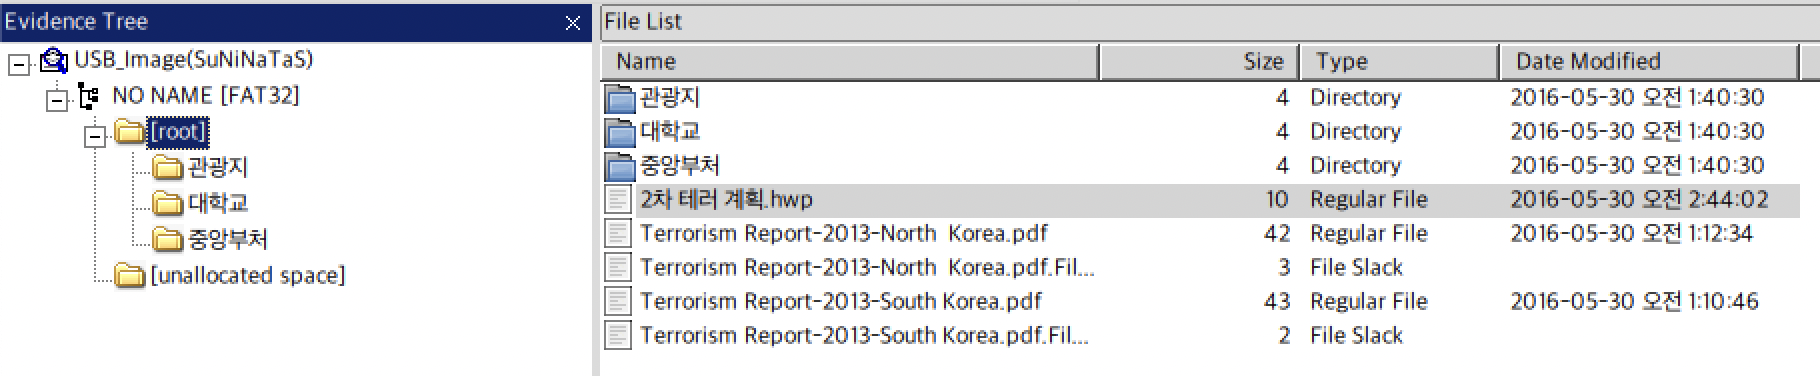 Evidence Tree
USB_Image(SuNiNaTaS)
NO NAME [FAT32]
[root]
관광지
대학교
중앙부처
[unallocated space]
File List
Name Size Type Date Modified
관광지 4 Directory 2016-05-30 오전 1:40:30
대학교 4 Directory 2016-05-30 오전 1:40:30
중앙부처 4 Directory 2016-05-30 오전 1:40:30
2차 테러 계획.hwp 10 Regular File 2016-05-30 오전 2:44:02
Terrorism Report-2013-North  Korea.pdf 42 Regular File 2016-05-30 오전 1:12:34
Terrorism Report-2013-North  Korea.pdf.Fil... 3 File Slack
Terrorism Report-2013-South Korea.pdf 43 Regular File 2016-05-30 오전 1:10:46
Terrorism Report-2013-South Korea.pdf.Fil... 2 File Slack